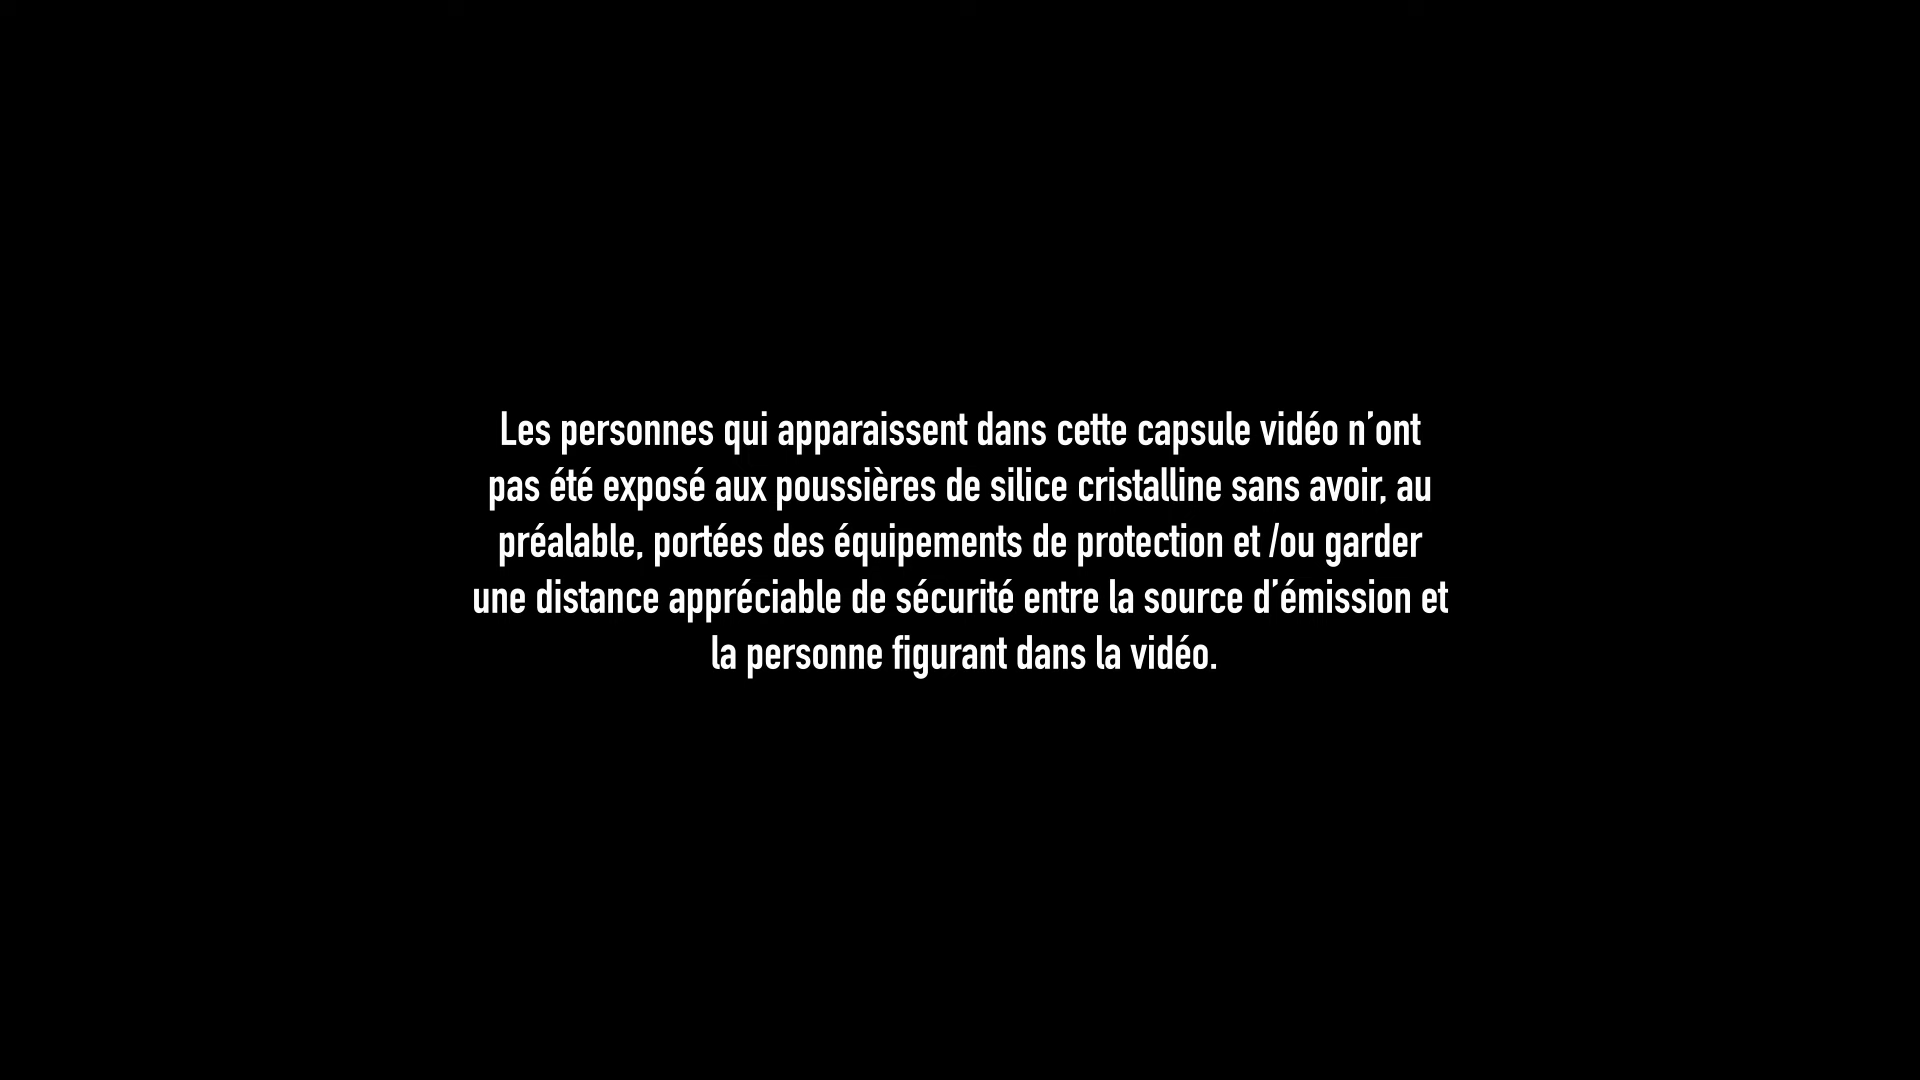 Les personnes qui apparaissent dans cette capsule vidéo n’ont
pas été exposé aux poussières de silice cristalline sans avoir, au
préalable, portées des équipements de protection et /ou garder
une distance appréciable de sécurité entre la source d’émission et
la personne figurant dans la vidéo.